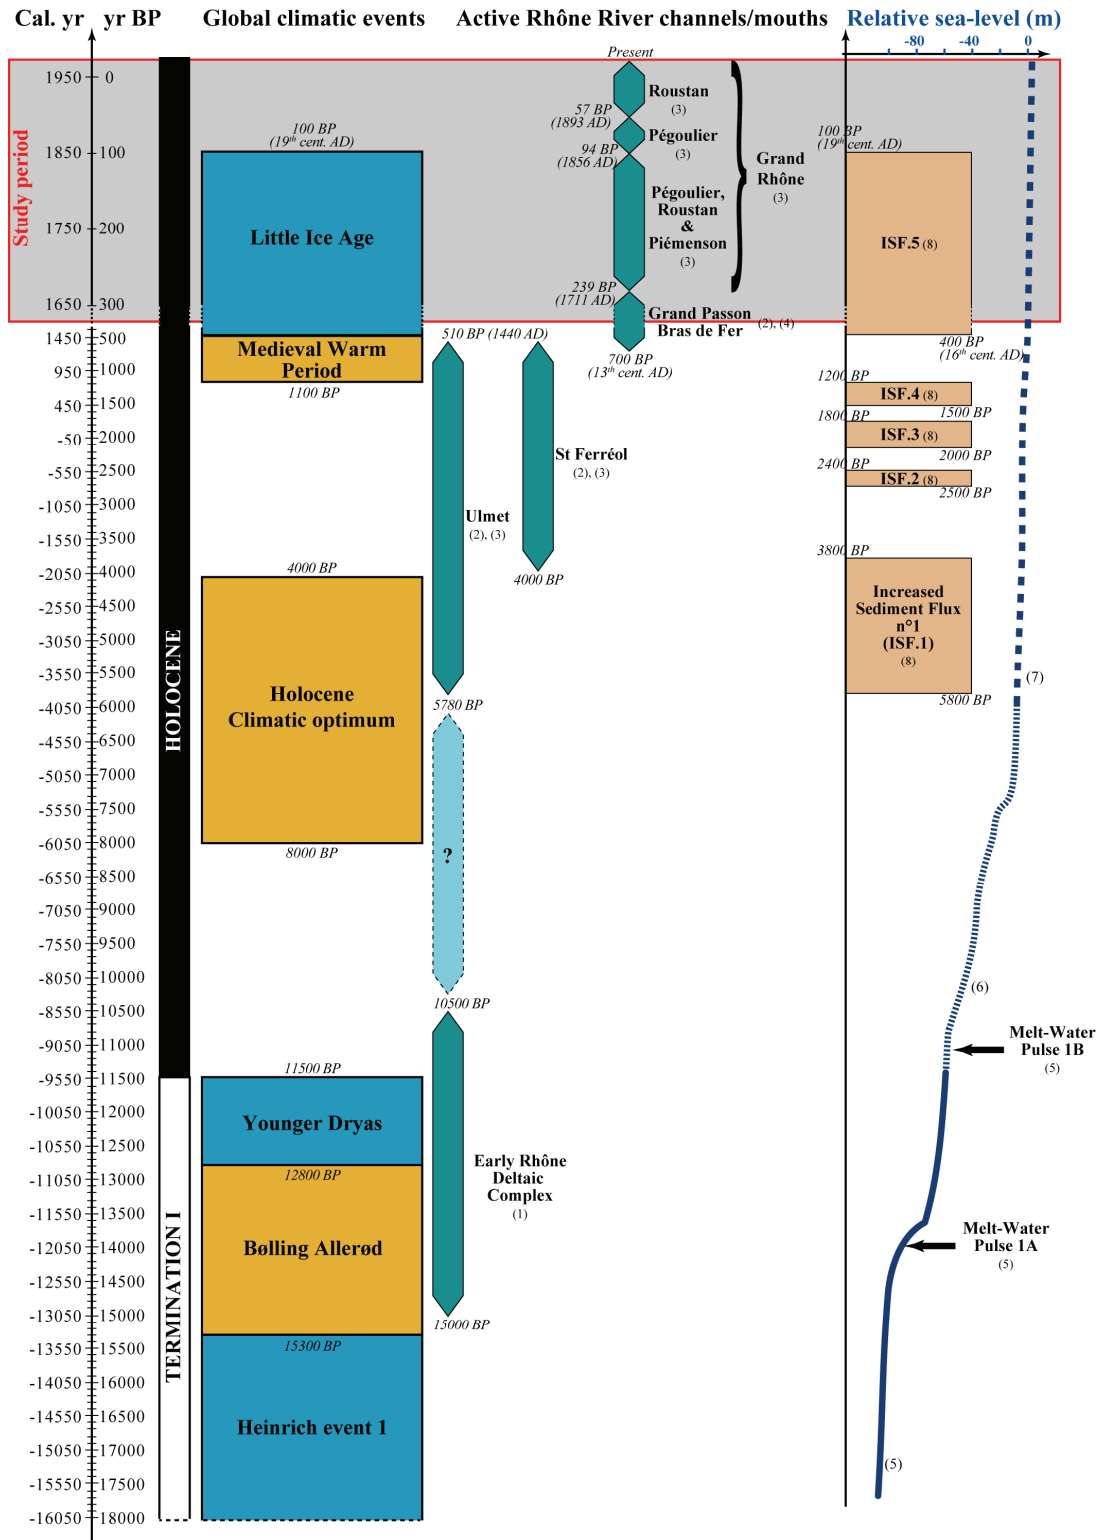 Cal. yr
yr BP
Global climatic events
Active Rhône River channels/mouths
Relative sea-level (m)
-80
-40
0
Study period
1950
0
1850
100
1750
200
1650
300
1450
500
950
1000
450
1500
-50
2000
-550
2500
-1050
3000
-1550
3500
-2050
4000
-2550
4500
-3050
5000
-3550
5500
-4050
6000
-4550
6500
-5050
7000
-5550
7500
-6050
8000
-6550
8500
-7050
9000
-7550
9500
-8050
10000
-8550
10500
-9050
11000
-9550
11500
-10050
12000
-10550
12500
-11050
13000
-11550
13500
-12050
14000
-12550
14500
-13050
15000
-13550
15500
-14050
16000
-14550
16500
-15050
17000
-15550
17500
-16050
18000
HOLOCENE
TERMINATION I
100 BP
(19th cent. AD)
Little Ice Age
Medieval Warm
Period
1100 BP
4000 BP
Holocene
Climatic optimum
8000 BP
11500 BP
Younger Dryas
12800 BP
Bølling Allerød
15300 BP
Heinrich event 1
Present
Roustan
(3)
57 BP
(1893 AD)
Pégoulier
(3)
94 BP
(1856 AD)
Pégoulier,
Roustan
&
Piémenson
(3)
Grand
Rhône
(3)
239 BP
(1711 AD)
Grand Passon
Bras de Fer
(2), (4)
700 BP
(13th cent. AD)
510 BP (1440 AD)
St Ferréol
(2), (3)
4000 BP
Ulmet
(2), (3)
5780 BP
?
10500 BP
Early Rhône
Deltaic
Complex
(1)
15000 BP
100 BP
(19th cent. AD)
ISF.5 (8)
400 BP
(16th cent. AD)
1200 BP
ISF.4 (8)
1500 BP
1800 BP
ISF.3 (8)
2000 BP
2400 BP
ISF.2 (8)
2500 BP
3800 BP
Increased
Sediment Flux
n°1
(ISF.1)
(8)
5800 BP
(7)
(6)
Melt-Water
Pulse 1B
(5)
Melt-Water
Pulse 1A
(5)
(5)